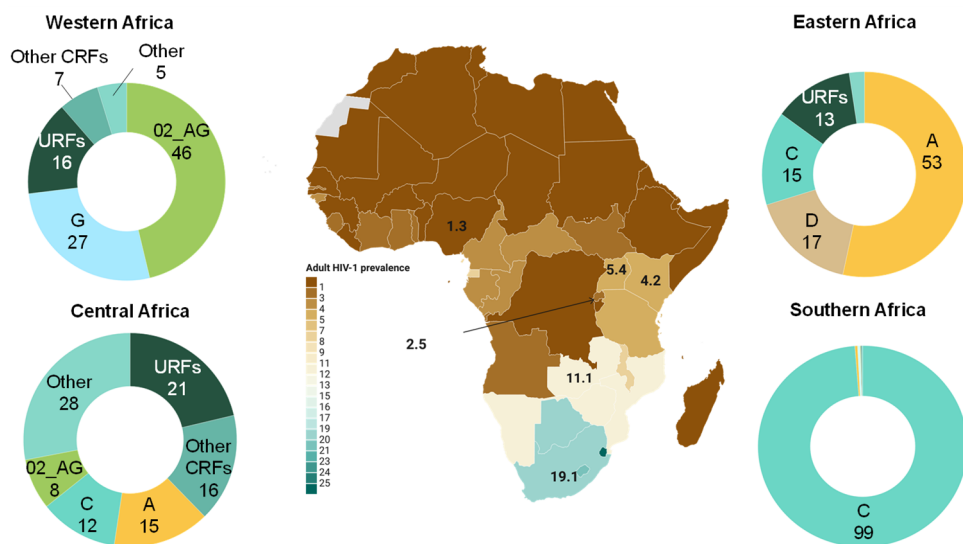 Western Africa
Other CRFs
7
Other
5
02_AG
46
URFs
16
G
27
Eastern Africa
URFs
13
A
53
C
15
D
17
1.3
5.4
4.2
2.5
11.1
19.1
Adult HIV-1 prevalence
1
3
4
5
7
8
9
11
12
13
15
16
17
19
20
21
23
24
25
Central Africa
URFs
21
Other
28
Other
CRFs
16
02_AG
8
C
12
A
15
Southern Africa
C
99